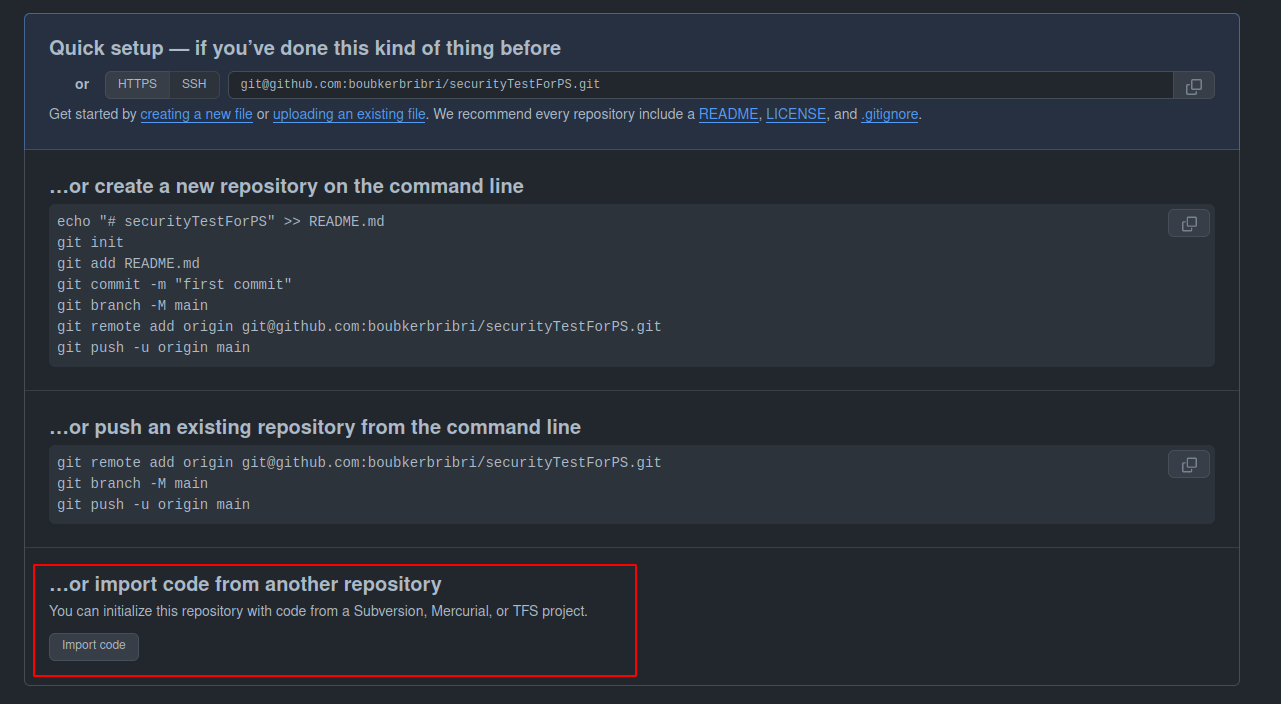 Quick setup — if you’ve done this kind of thing before
or HTTPS SSH git@github.com:boubkerbribri/securityTestForPS.git
Get started by creating a new file or uploading an existing file. We recommend every repository include a README, LICENSE, and .gitignore.
…or create a new repository on the command line
echo "# securityTestForPS" >> README.md
git init
git add README.md
git commit -m "first commit"
git branch -M main
git remote add origin git@github.com:boubkerbribri/securityTestForPS.git
git push -u origin main
…or push an existing repository from the command line
git remote add origin git@github.com:boubkerbribri/securityTestForPS.git
git branch -M main
git push -u origin main
…or import code from another repository
You can initialize this repository with code from a Subversion, Mercurial, or TFS project.
Import code